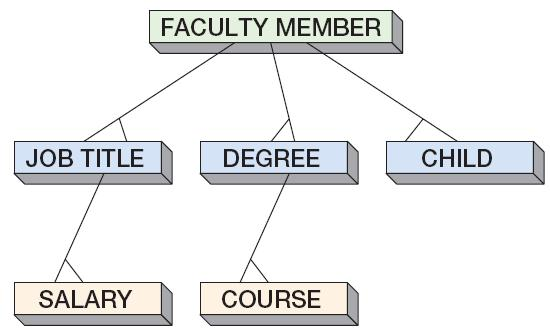 FACULTY MEMBER
JOB TITLE
DEGREE
CHILD
SALARY
COURSE